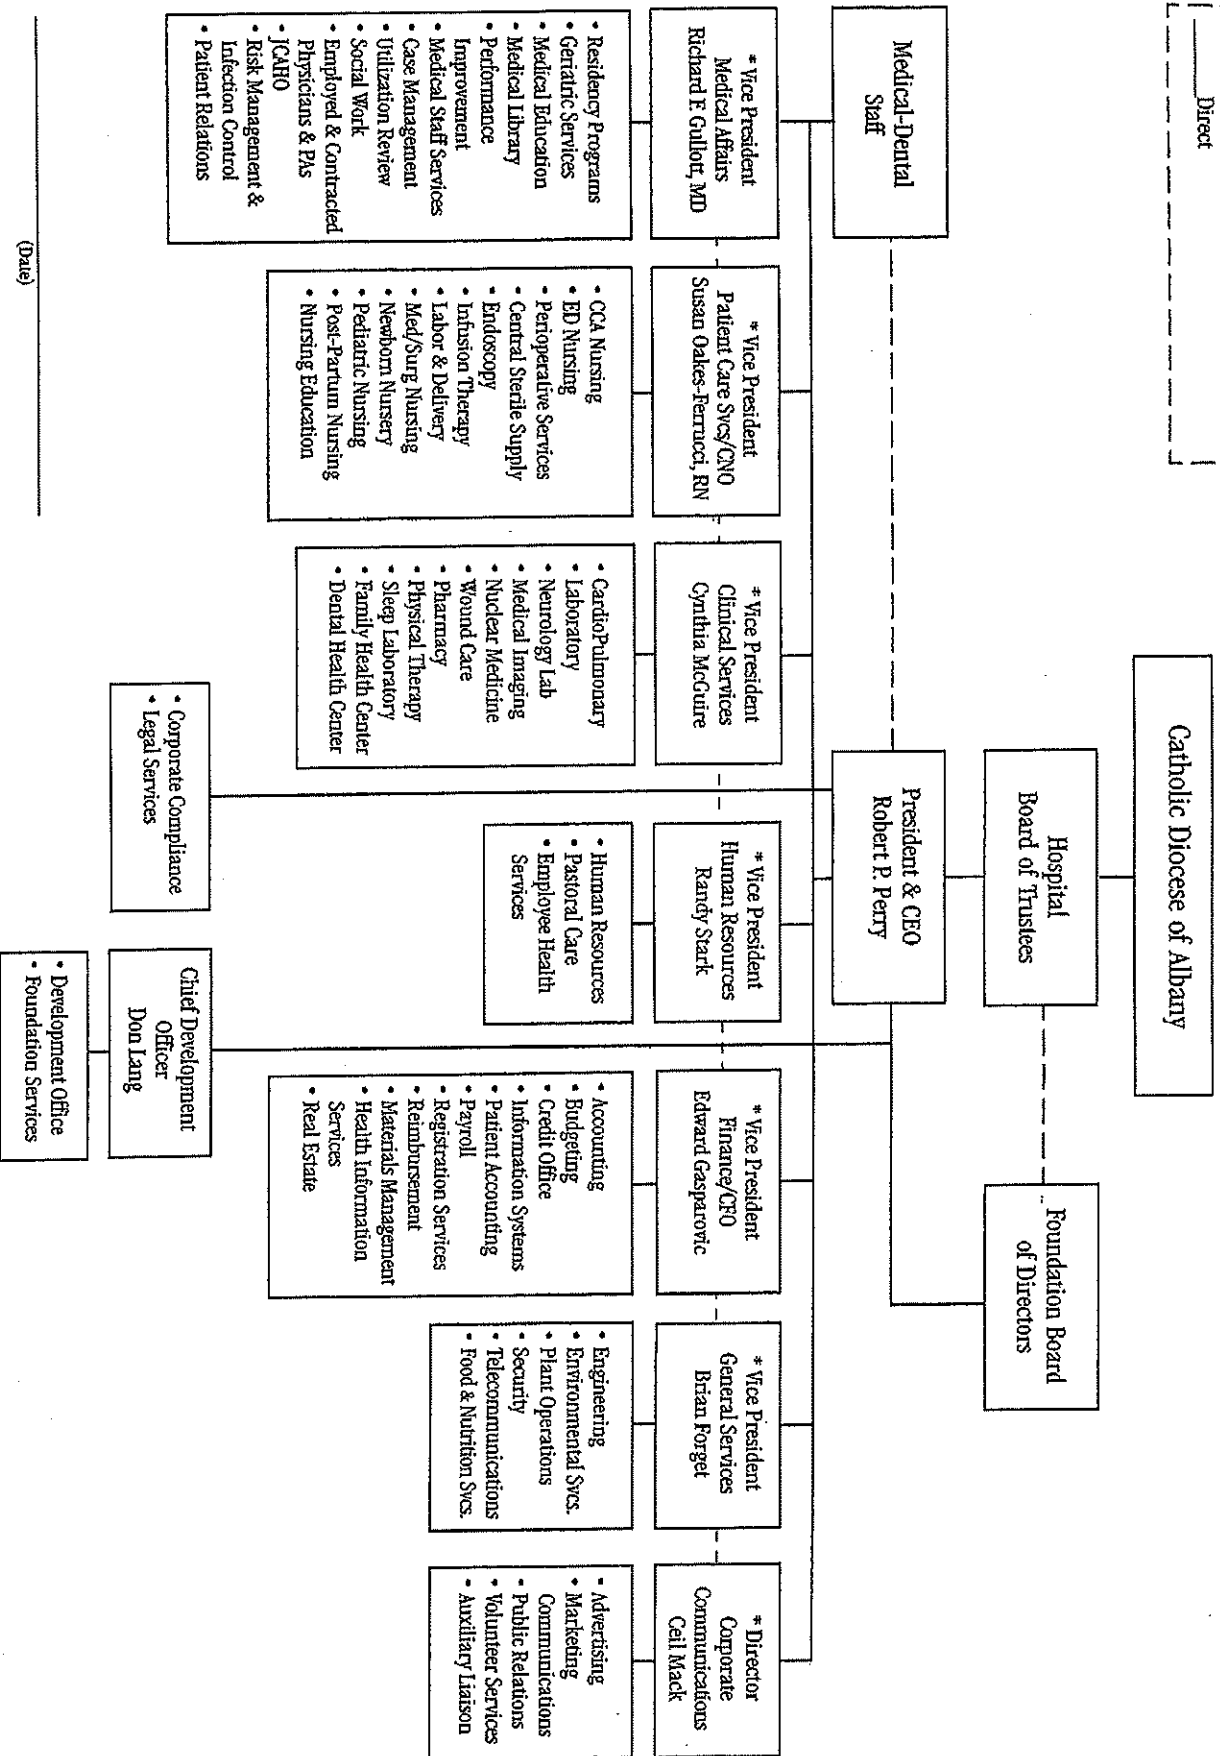 Direct
Catholic Diocese of Albany
Hospital
Board of Trustees
Foundation Board
of Directors
Medical-Dental
Staff
President & CEO
Robert P. Perry
* Vice President
Medical Affairs
Richard F. Gullott, MD
* Vice President
Patient Care Svcs/CNO
Susan Oakes-Ferrucci, RN
* Vice President
Clinical Services
Cynthia McGuire
* Vice President
Human Resources
Randy Stark
* Vice President
Finance/CFO
Edward Gasparovic
* Vice President
General Services
Brian Forget
* Director
Corporate
Communications
Ceil Mack
• Residency Programs
• Geriatric Services
• Medical Education
• Medical Library
• Performance
Improvement
• Medical Staff Services
• Case Management
• Utilization Review
• Social Work
• Employed & Contracted
Physicians & PAs
• JCAHO
• Risk Management &
Infection Control
• Patient Relations
• CCA Nursing
• ED Nursing
• Perioperative Services
• Central Sterile Supply
• Endoscopy
• Infusion Therapy
• Labor & Delivery
• Med/Surg Nursing
• Newborn Nursery
• Pediatric Nursing
• Post-Partum Nursing
• Nursing Education
• CardioPulmonary
• Laboratory
• Neurology Lab
• Medical Imaging
• Nuclear Medicine
• Wound Care
• Pharmacy
• Physical Therapy
• Sleep Laboratory
• Family Health Center
• Dental Health Center
• Human Resources
• Pastoral Care
• Employee Health
Services
• Accounting
• Budgeting
• Credit Office
• Information Systems
• Patient Accounting
• Payroll
• Registration Services
• Reimbursement
• Materials Management
• Health Information
Services
• Real Estate
• Engineering
• Environmental Svcs.
• Plant Operations
• Security
• Telecommunications
• Food & Nutrition Svcs.
• Advertising
• Marketing
Communications
• Public Relations
• Volunteer Services
• Auxiliary Liaison
• Corporate Compliance
• Legal Services
Chief Development
Officer
Don Lang
• Development Office
• Foundation Services
(Date)